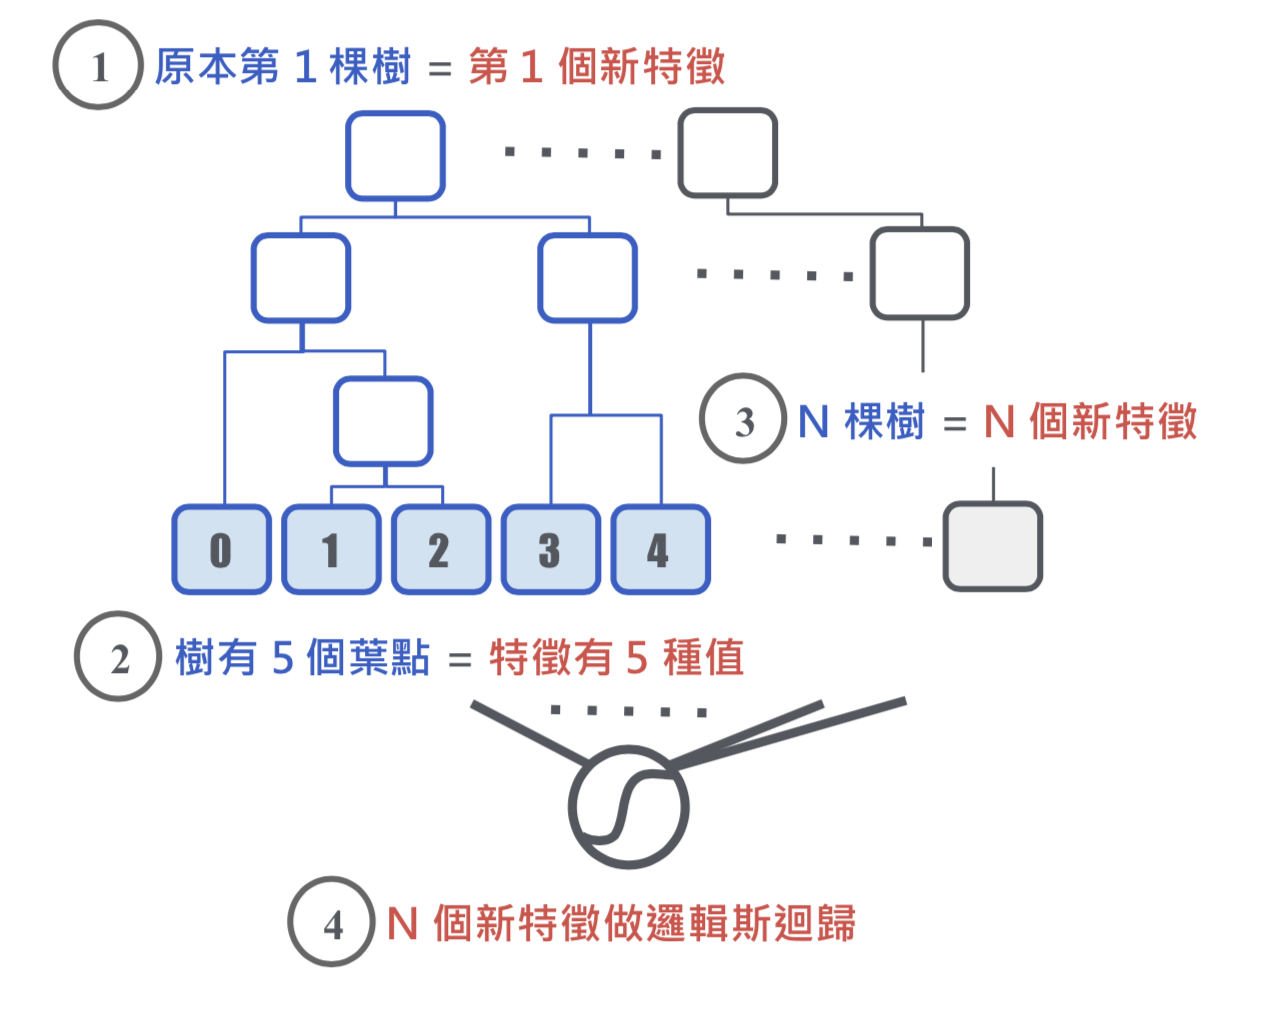 1 原本第 1 棵樹 = 第 1 個新特徵
3 N 棵樹 = N 個新特徵
0 1 2 3 4
2 樹有 5 個葉點 = 特徵有 5 種值
4 N 個新特徵做邏輯斯迴歸